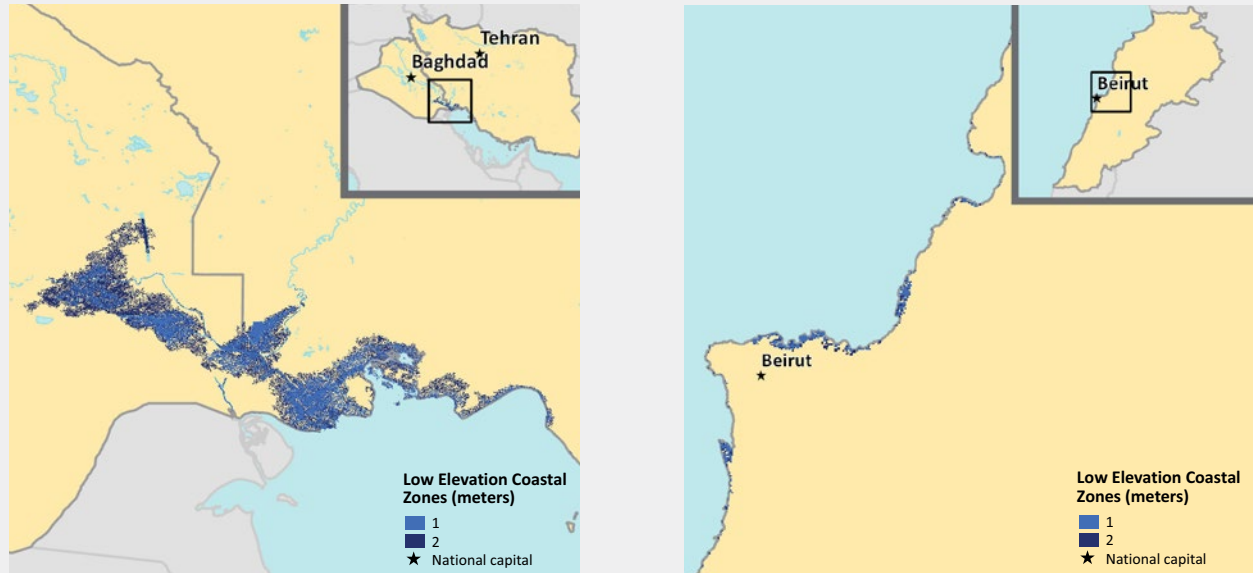 Tehran
Baghdad
Low Elevation Coastal
Zones (meters)
1
2
National capital
Beirut
Beirut
Low Elevation Coastal
Zones (meters)
1
2
National capital